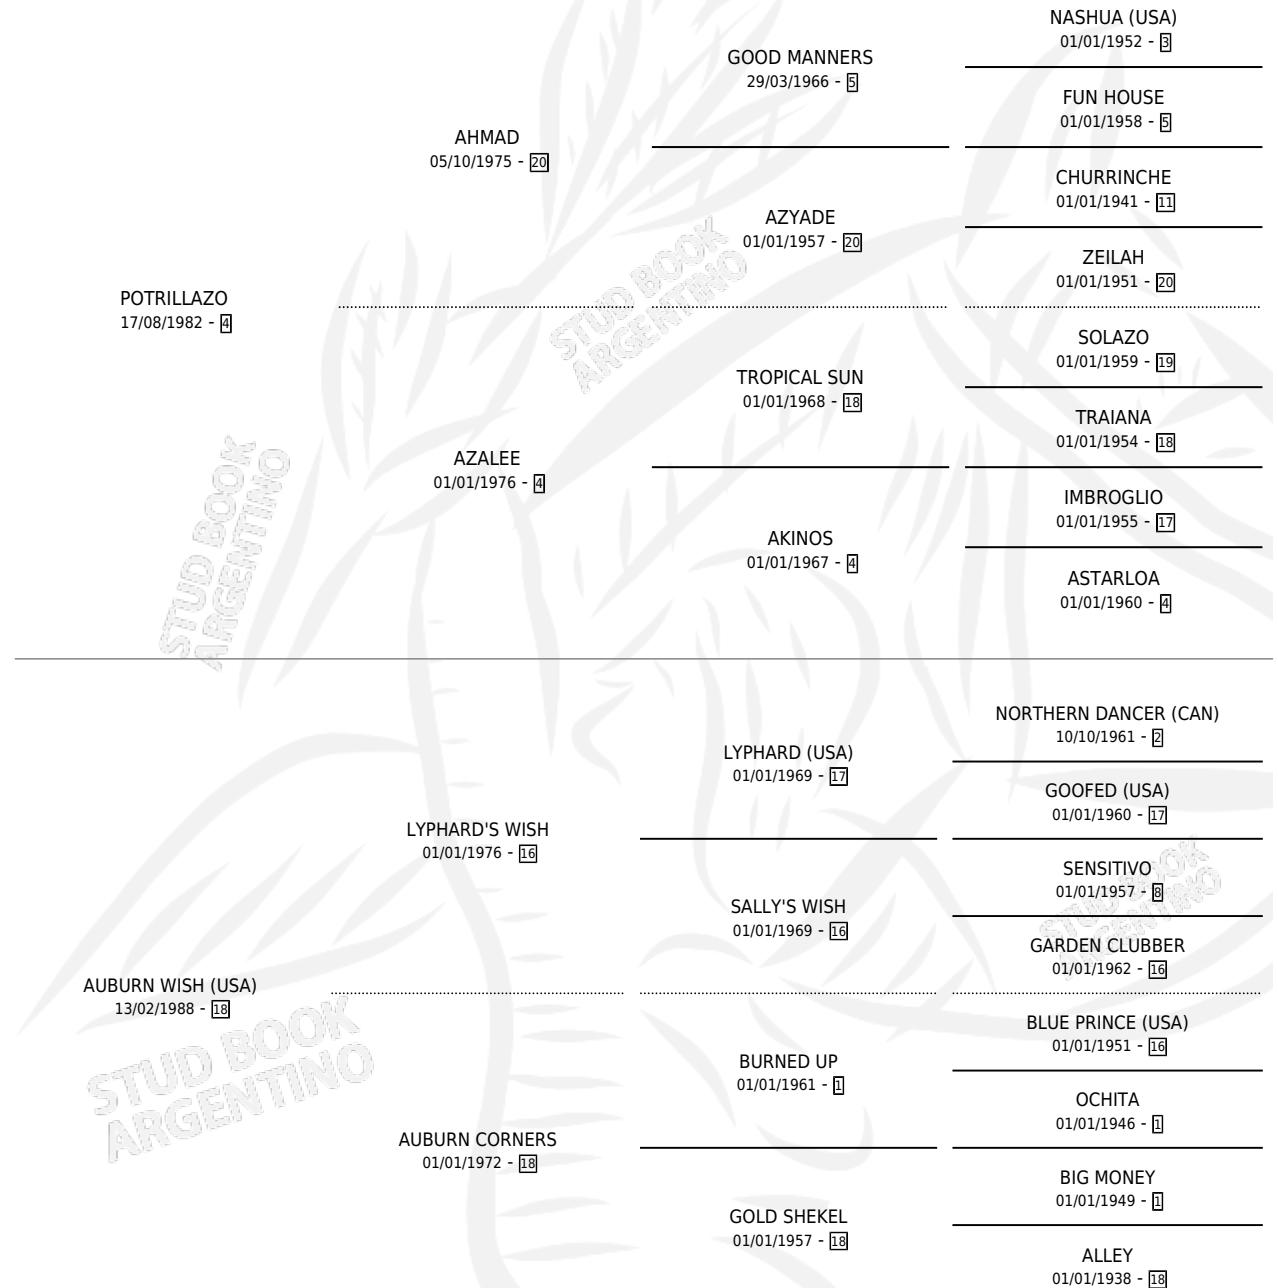 NASHUA (USA)
01/01/1952 - 3
GOOD MANNERS
29/03/1966 - 5
FUN HOUSE
01/01/1958 - 5
AHMAD
05/10/1975 - 20
CHURRINCHE
01/01/1941 - 11
AZYADE
01/01/1957 - 20
ZEILAH
01/01/1951 - 20
POTRILLAZO
17/08/1982 - 4
STUD BOOK
ARGENTINO
SOLAZO
01/01/1959 - 19
TROPICAL SUN
01/01/1968 - 18
TRAIANA
01/01/1954 - 18
AZALEE
01/01/1976 - 4
IMBROGLIO
01/01/1955 - 17
AKINOS
01/01/1967 - 4
ASTARLOA
01/01/1960 - 4
STUD BOOK
ARGENTINO
NORTHERN DANCER (CAN)
10/10/1961 - 2
LYPHARD (USA)
01/01/1969 - 17
GOOFED (USA)
01/01/1960 - 17
LYPHARD'S WISH
01/01/1976 - 16
SENSITIVO
01/01/1957 - 8
SALLY'S WISH
01/01/1969 - 16
STUD BOOK
ARGENTINO
GARDEN CLUBBER
01/01/1962 - 16
AUBURN WISH (USA)
13/02/1988 - 18
BLUE PRINCE (USA)
01/01/1951 - 16
BURNED UP
01/01/1961 - 1
OCHITA
01/01/1946 - 1
STUD BOOK
ARGENTINO
AUBURN CORNERS
01/01/1972 - 18
BIG MONEY
01/01/1949 - 1
GOLD SHEKEL
01/01/1957 - 18
ALLEY
01/01/1938 - 18